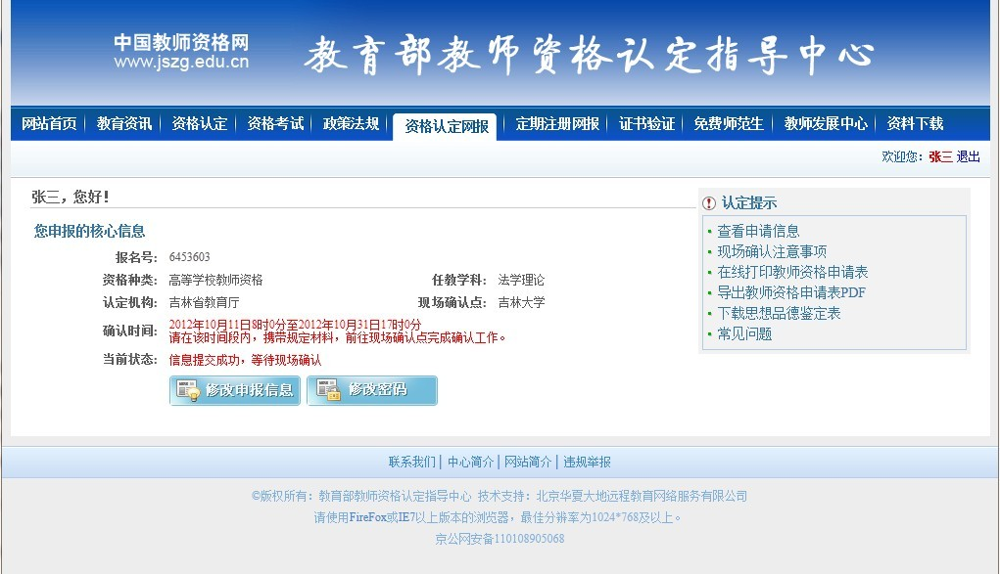 中国教师资格网
www.jszg.edu.cn
教育部教师资格认定指导中心
网站首页 教育资讯 资格认定 资格考试 政策法规 资格认定网报 定期注册网报 证书验证 免费师范生 教师发展中心 资料下载
欢迎您：张三 退出
张三，您好！
您申报的核心信息
报名号： 6453603
资格种类： 高等学校教师资格 任教学科： 法学理论
认定机构： 吉林省教育厅 现场确认点： 吉林大学
确认时间： 2012年10月11日8时0分至2012年10月31日17时0分
请在该时间段内，携带规定材料，前往现场确认点完成确认工作。
当前状态： 信息提交成功，等待现场确认
修改申报信息 修改密码
认定提示
查看申请信息
现场确认注意事项
在线打印教师资格申请表
导出教师资格申请表PDF
下载思想品德鉴定表
常见问题
联系我们 | 中心简介 | 网站简介 | 违规举报
©版权所有：教育部教师资格认定指导中心 技术支持：北京华夏大地远程教育网络服务有限公司
请使用FireFox或IE7以上版本的浏览器，最佳分辨率为1024*768及以上。
京公网安备110108905068